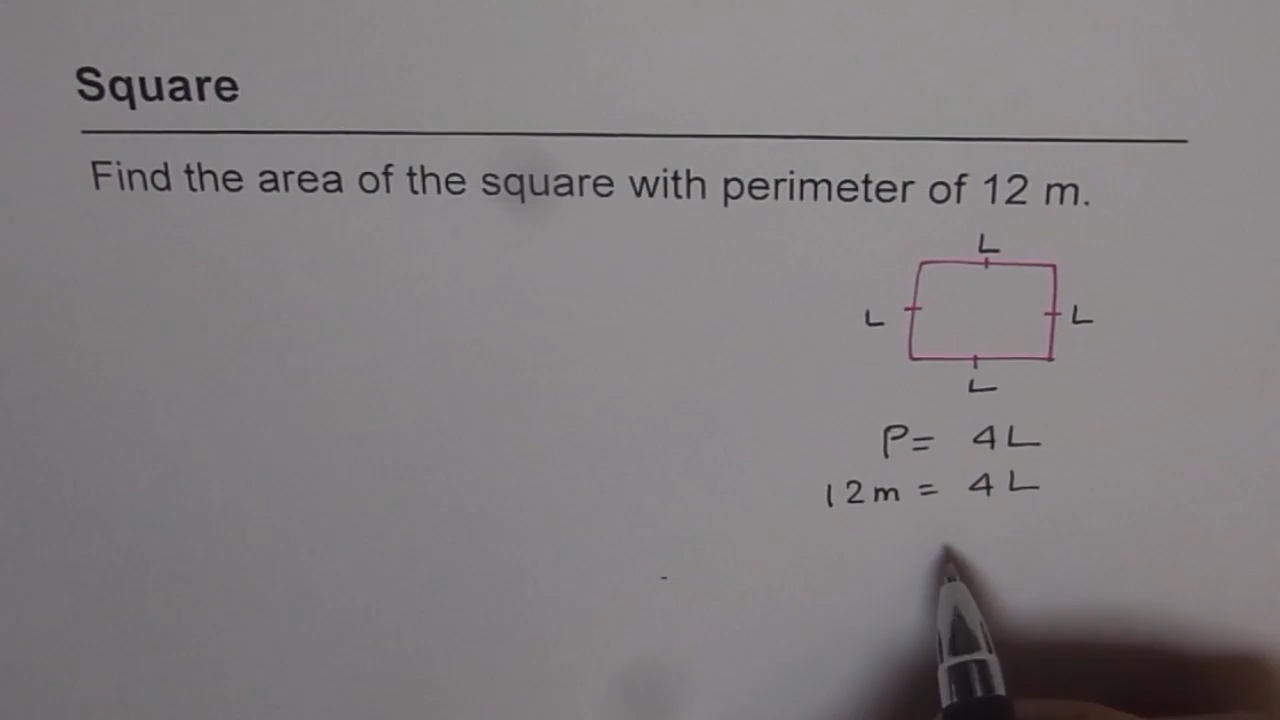 Square
Find the area of the square with perimeter of 12 m.
L
L L
L
P= 4L
12m = 4L